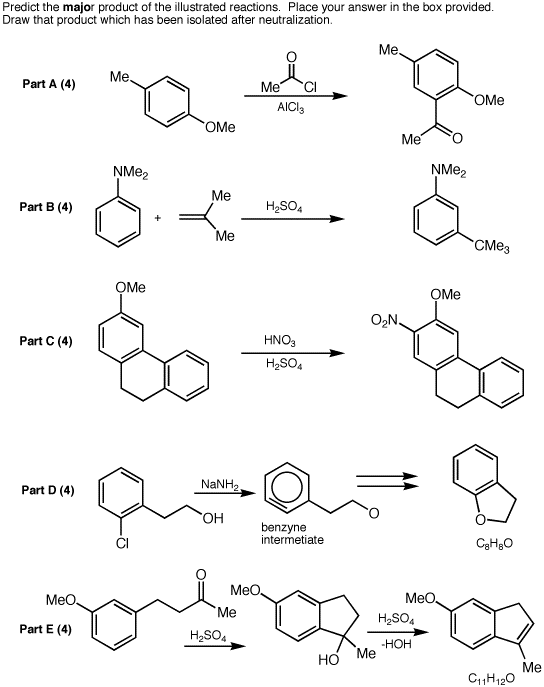 Predict the major product of the illustrated reactions. Place your answer in the box provided.
Draw that product which has been isolated after neutralization.
Part A (4)
Me
OMe
O
Me
Cl
AlCl₃
Me
OMe
Me
O
Part B (4)
NMe₂
+
Me
Me
H₂SO₄
NMe₂
CMe₃
Part C (4)
OMe
HNO₃
H₂SO₄
O₂N
OMe
Part D (4)
OH
Cl
NaNH₂
O
benzyne
intermetiate
O
C₈H₈O
Part E (4)
MeO
O
Me
H₂SO₄
MeO
HO
Me
H₂SO₄
-HOH
MeO
Me
C₁₁H₁₂O